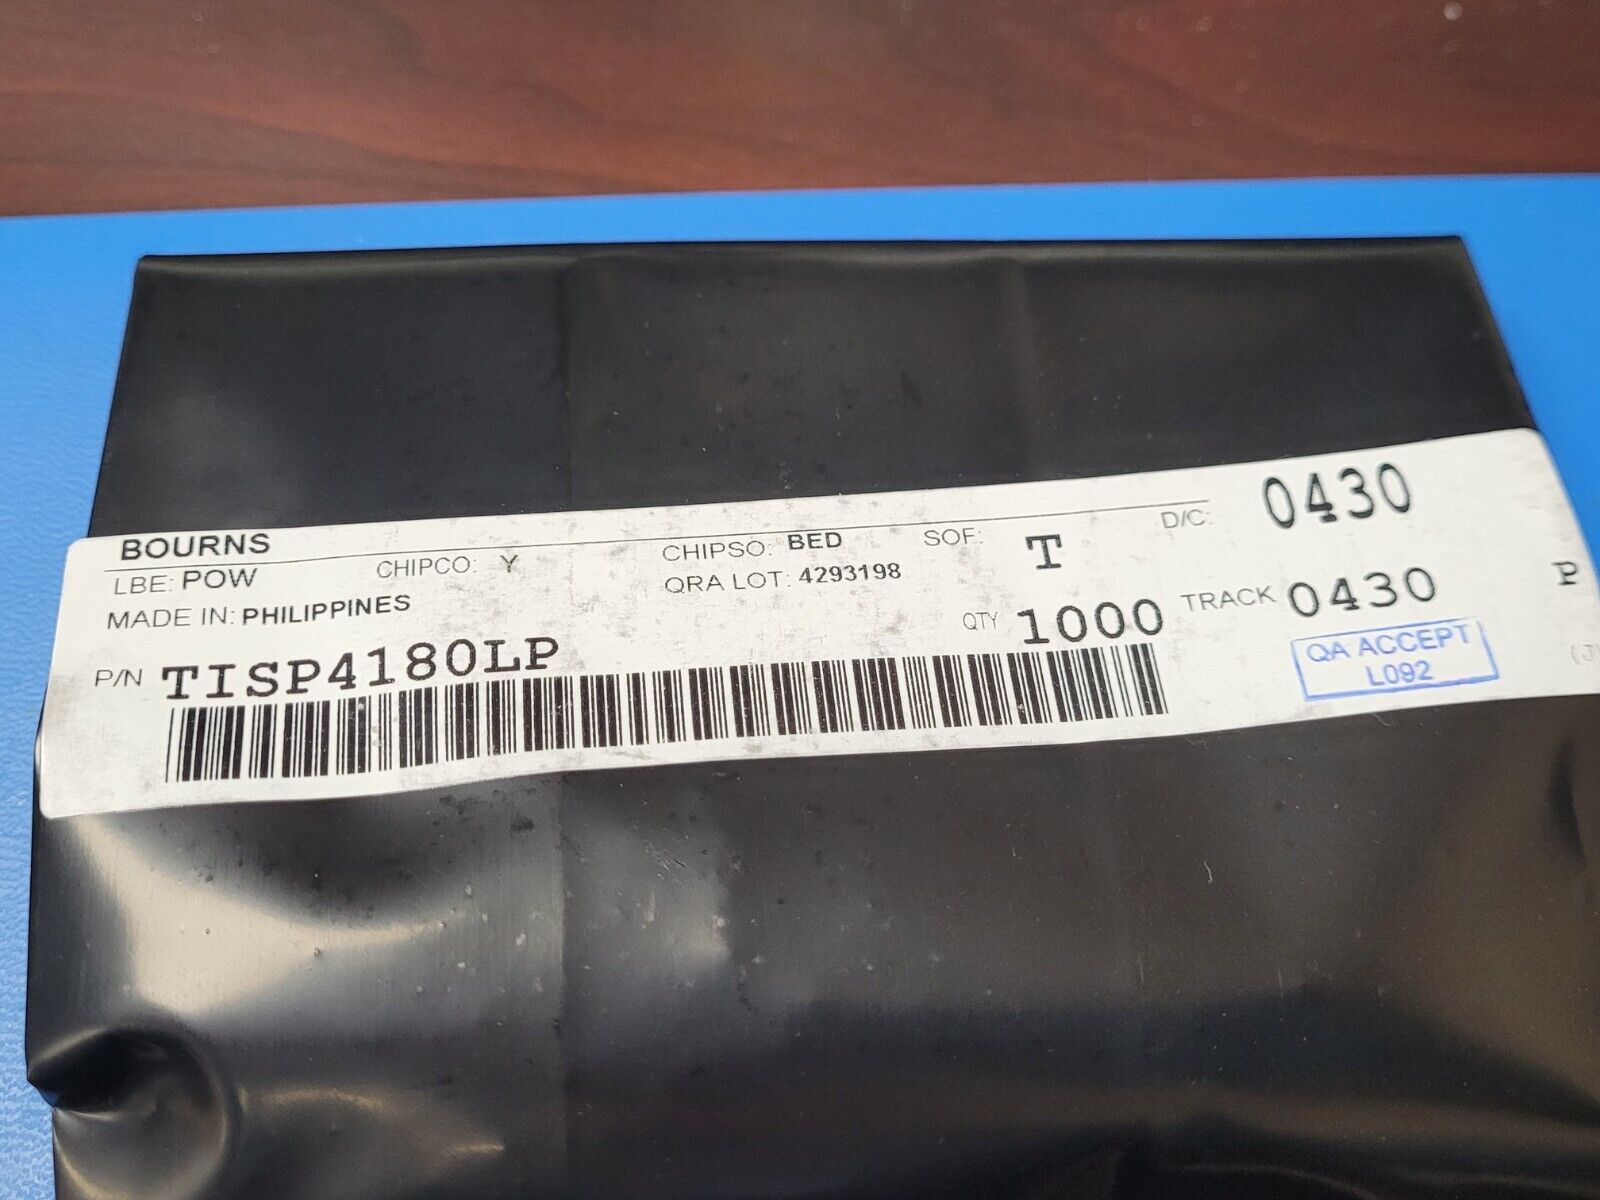 BOURNS
LBE: POW CHIPCO: Y CHIPSO: BED SOF: T D/C: 0430
MADE IN: PHILIPPINES QRA LOT: 4293198
P/N TISP4180LP QTY 1000 TRACK 0430 P
QA ACCEPT
L092